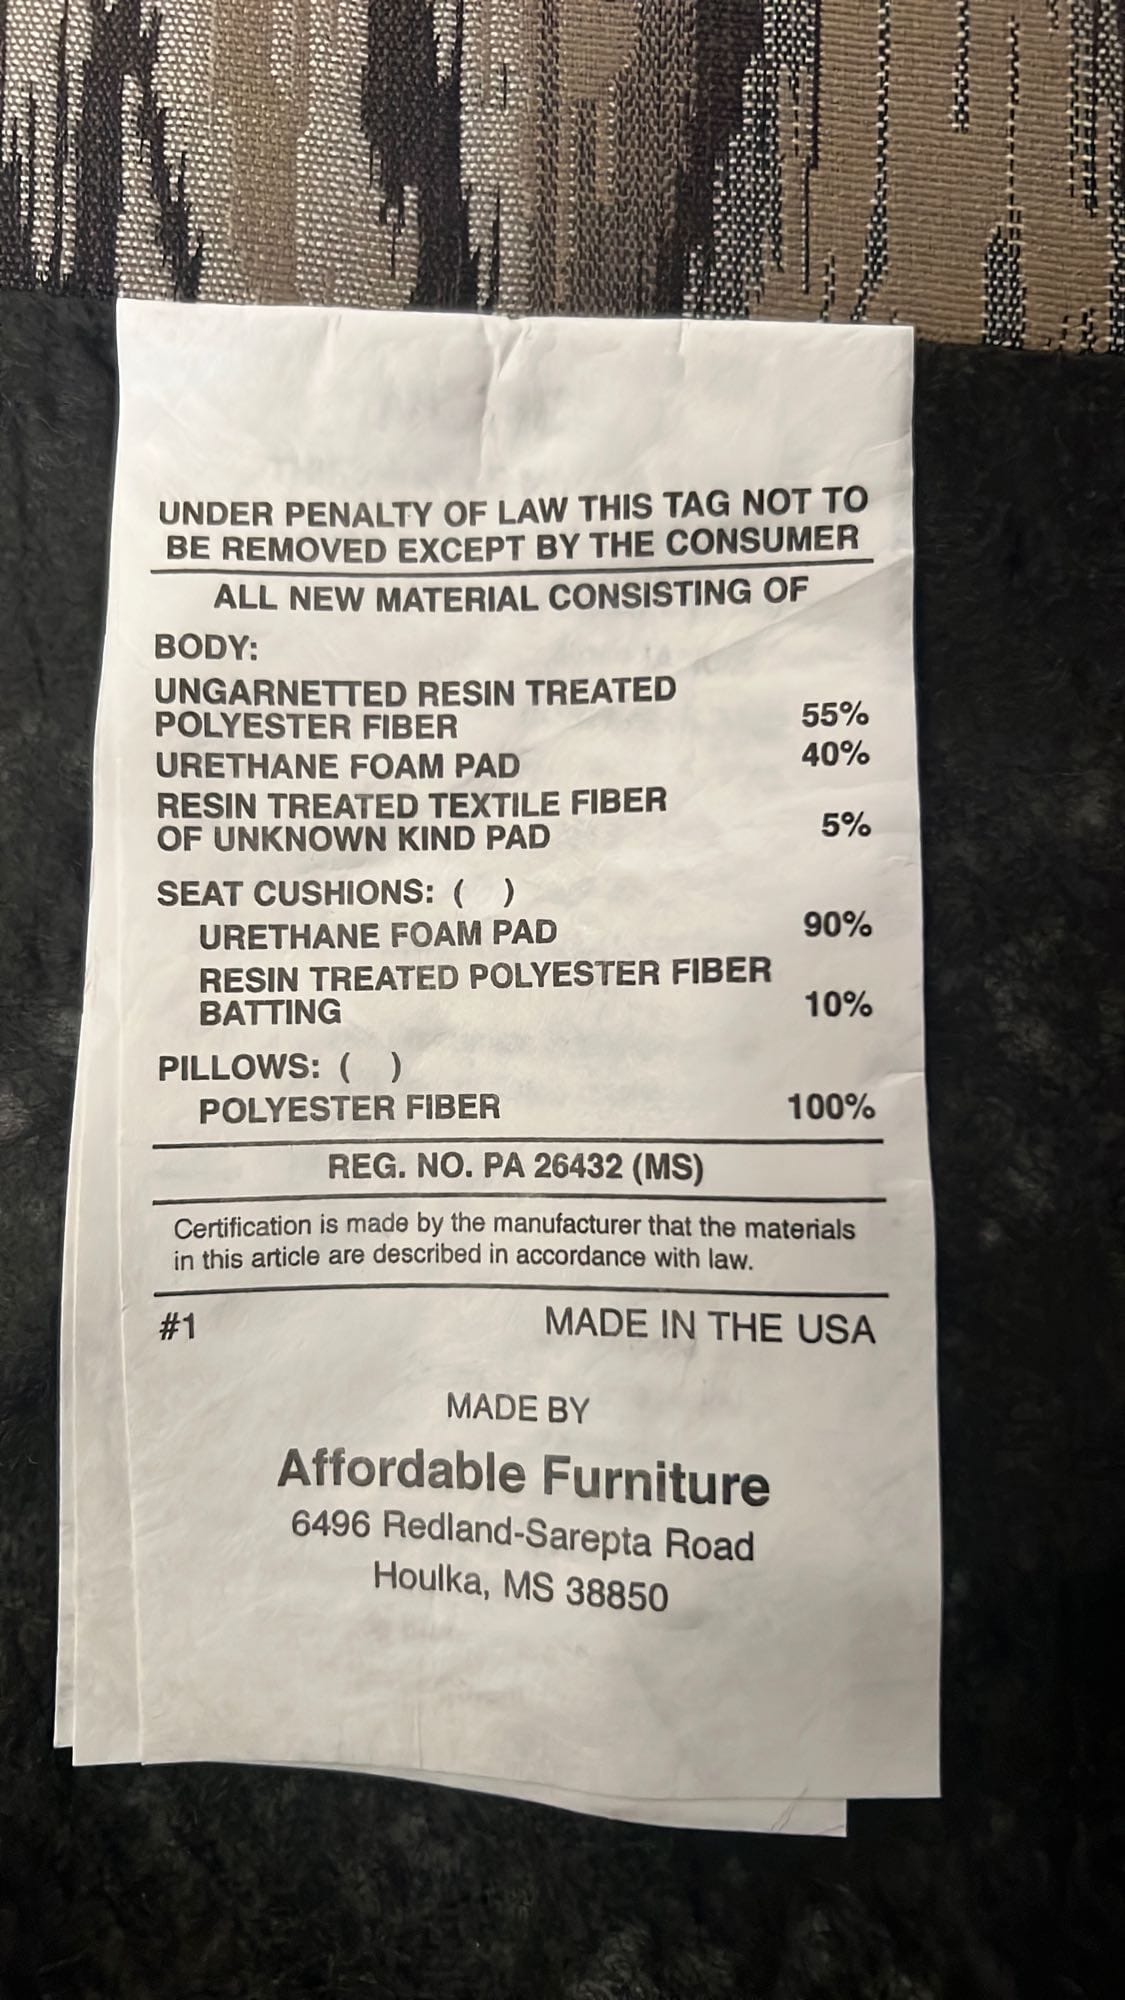 UNDER PENALTY OF LAW THIS TAG NOT TO
BE REMOVED EXCEPT BY THE CONSUMER
ALL NEW MATERIAL CONSISTING OF
BODY:
UNGARNETTED RESIN TREATED
POLYESTER FIBER 55%
URETHANE FOAM PAD 40%
RESIN TREATED TEXTILE FIBER
OF UNKNOWN KIND PAD 5%
SEAT CUSHIONS: ( )
URETHANE FOAM PAD 90%
RESIN TREATED POLYESTER FIBER
BATTING 10%
PILLOWS: ( )
POLYESTER FIBER 100%
REG. NO. PA 26432 (MS)
Certification is made by the manufacturer that the materials
in this article are described in accordance with law.
#1 MADE IN THE USA
MADE BY
Affordable Furniture
6496 Redland-Sarepta Road
Houlka, MS 38850